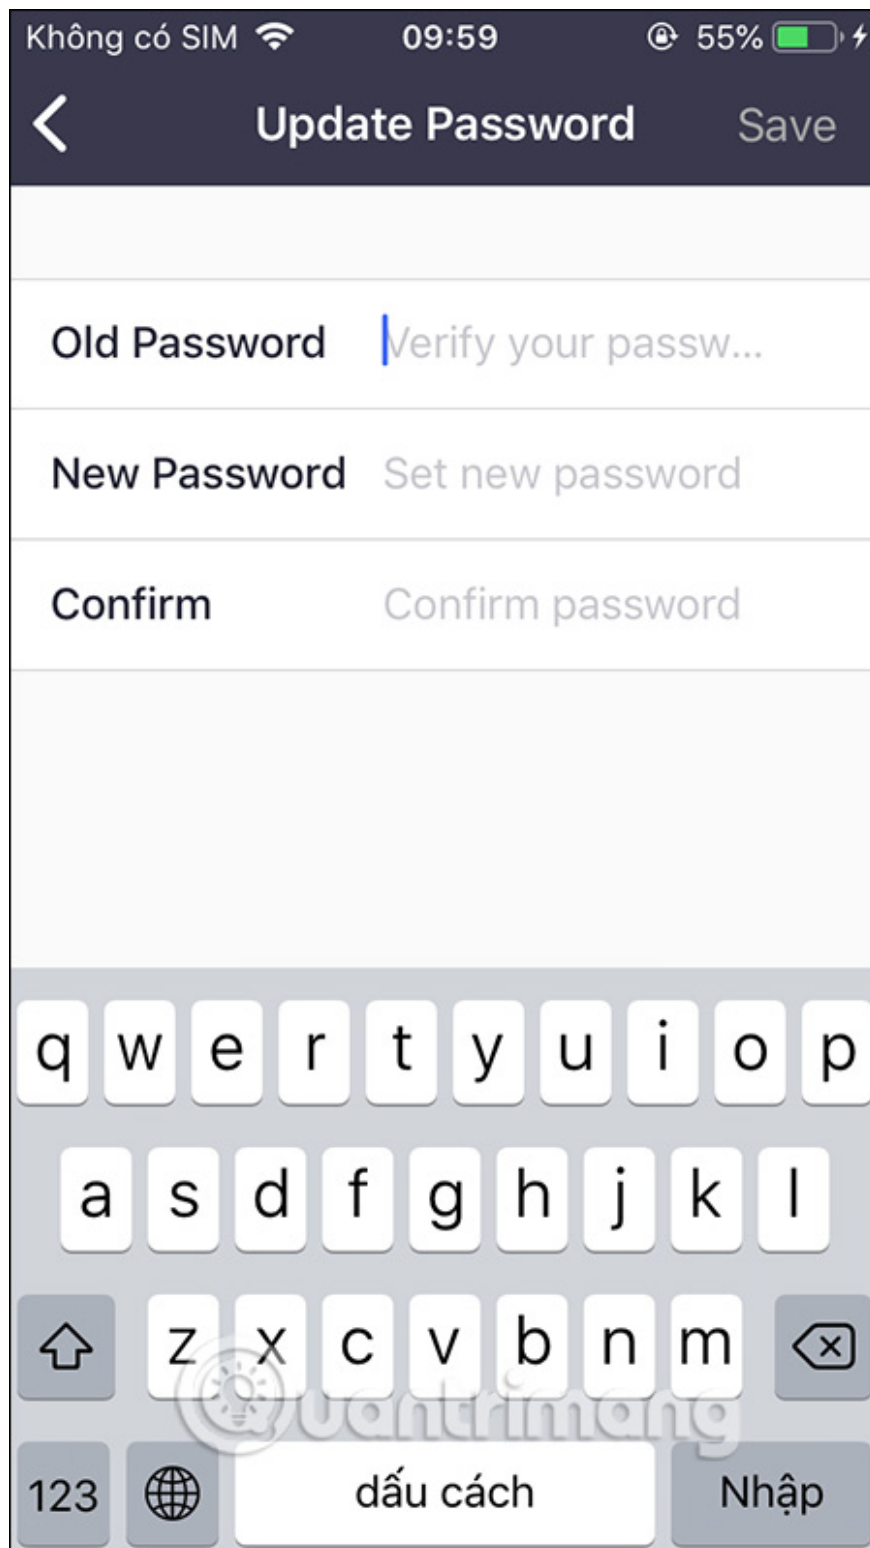 Không có SIM 09:59 55%
Update Password Save
Old Password Verify your passw...
New Password Set new password
Confirm Confirm password
q w e r t y u i o p
a s d f g h j k l
z x c v b n m
Quantrimang
123 dấu cách Nhập